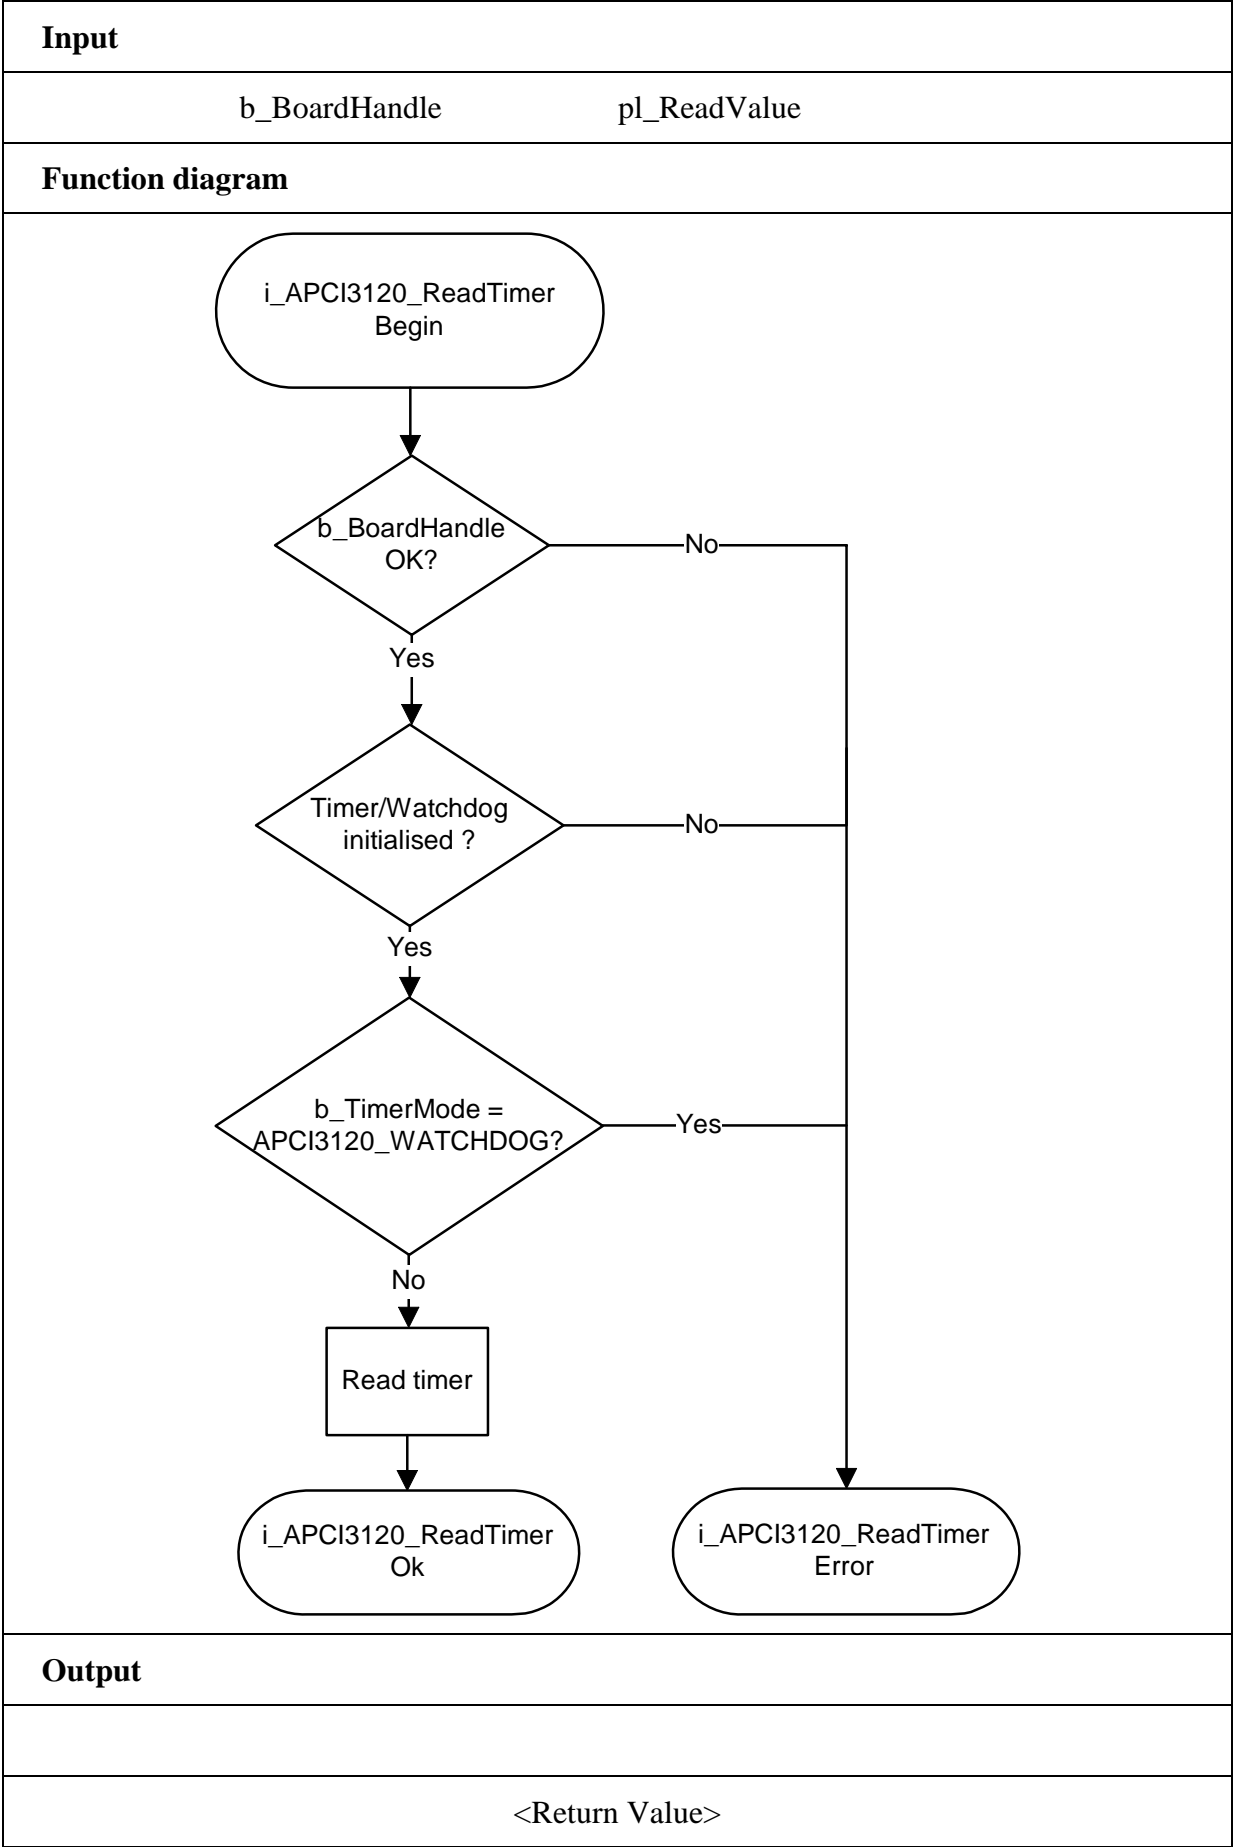 Input
b_BoardHandle pl_ReadValue
Function diagram
i_APCI3120_ReadTimer
Begin
b_BoardHandle
OK?
No
Yes
Timer/Watchdog
initialised ?
No
Yes
b_TimerMode =
APCI3120_WATCHDOG?
Yes
No
Read timer
i_APCI3120_ReadTimer
Ok
i_APCI3120_ReadTimer
Error
Output
<Return Value>